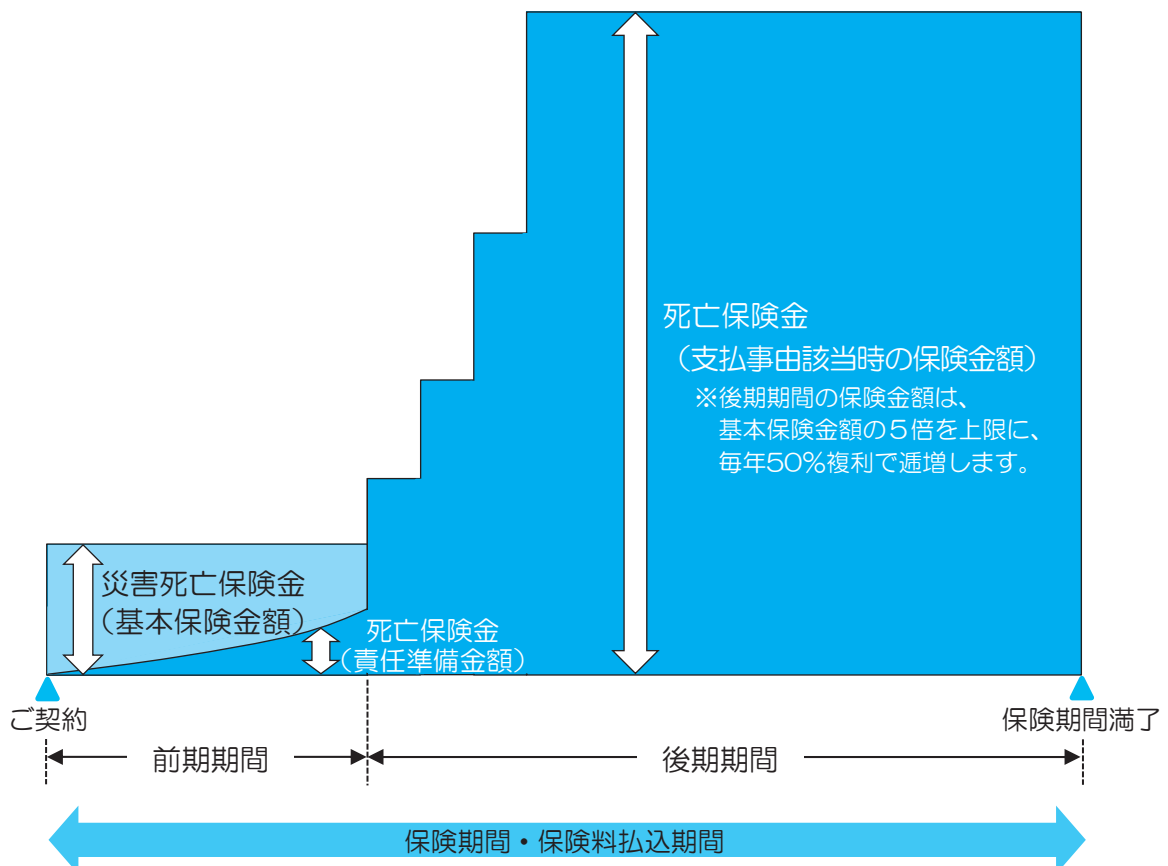 死亡保険金
（支払事由該当時の保険金額）
※後期期間の保険金額は、
基本保険金額の５倍を上限に、
毎年50％複利で逓増します。
災害死亡保険金
（基本保険金額）
死亡保険金
（責任準備金額）
ご契約
保険期間満了
前期期間
後期期間
保険期間・保険料払込期間